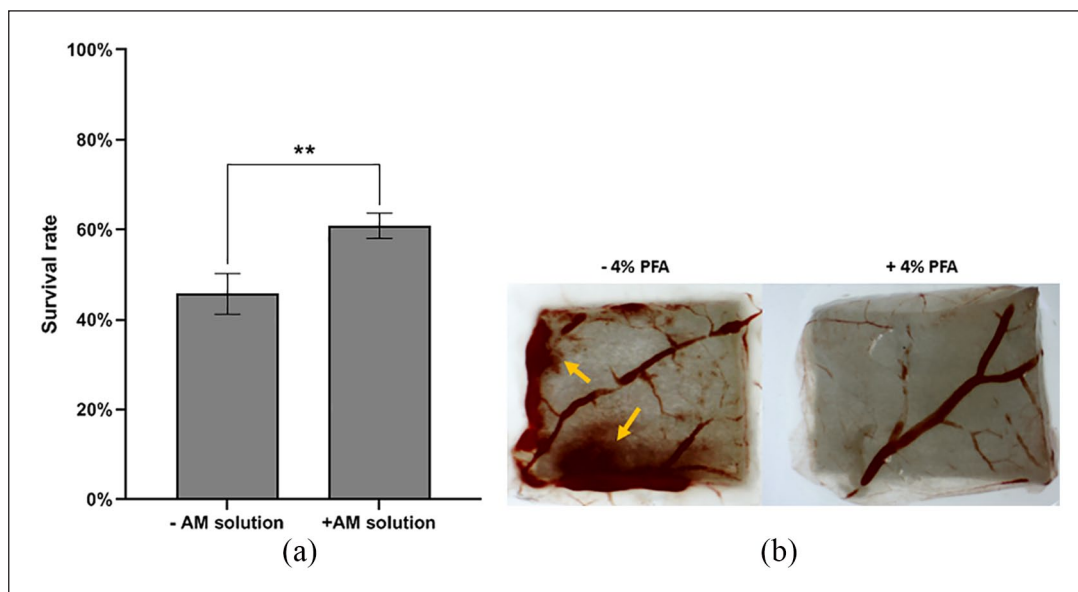 100%
80%
60%
40%
20%
0%
Survival rate
**
- AM solution
+AM solution
(a)
- 4% PFA
+ 4% PFA
(b)